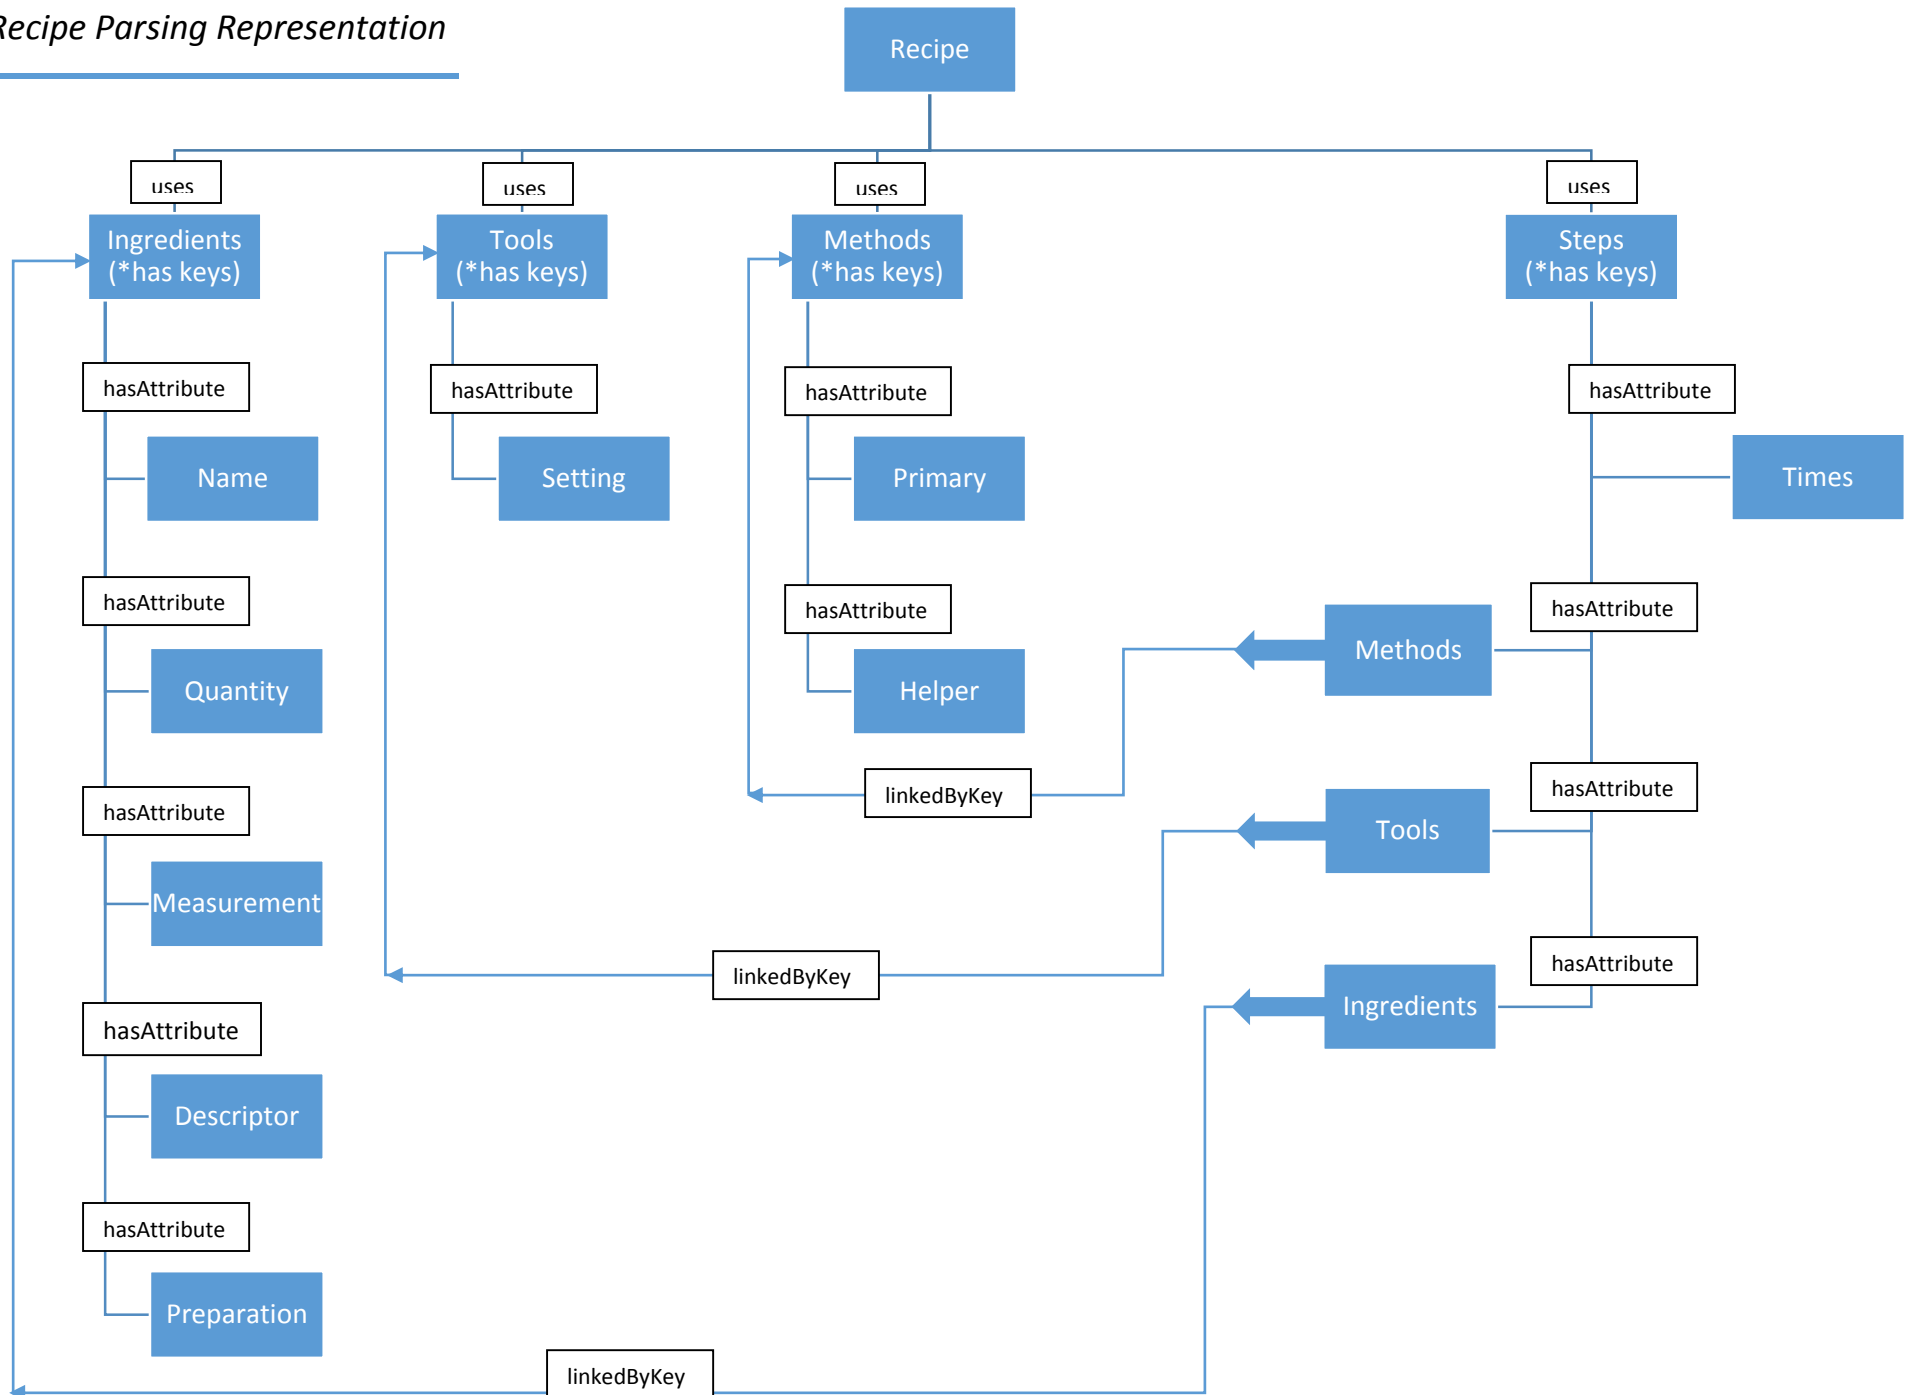 Recipe Parsing Representation
Recipe
uses
uses
uses
uses
Ingredients
(*has keys)
Tools
(*has keys)
Methods
(*has keys)
Steps
(*has keys)
hasAttribute
hasAttribute
hasAttribute
hasAttribute
Name
Setting
Primary
Times
hasAttribute
hasAttribute
hasAttribute
Quantity
Helper
Methods
hasAttribute
linkedByKey
hasAttribute
Tools
Measurement
linkedByKey
hasAttribute
Ingredients
hasAttribute
Descriptor
hasAttribute
Preparation
linkedByKey